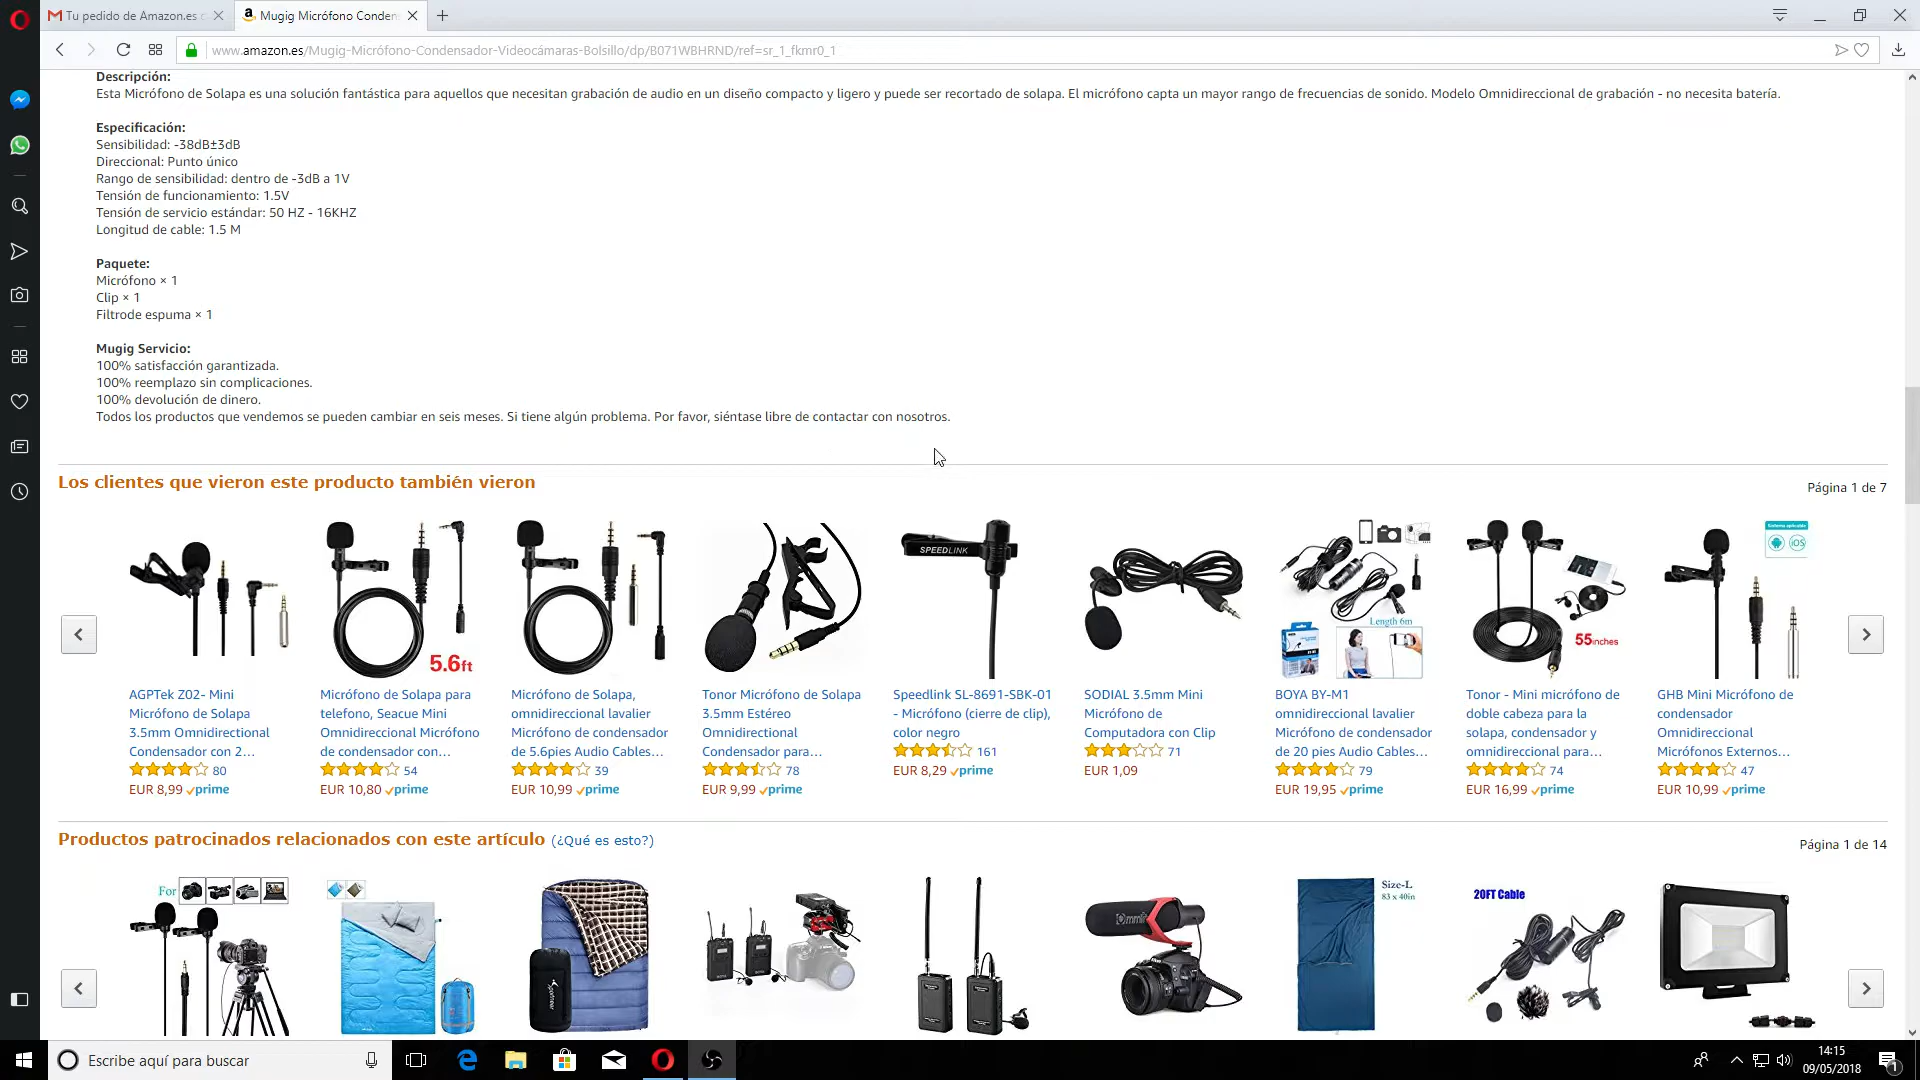 Tu pedido de Amazon.es
Mugig Micrófono Conden
www.amazon.es/Mugig-Micrófono-Condensador-Videocámaras-Bolsillo/dp/B071WBHRND/ref=sr_1_fkmr0_1
Descripción:
Esta Micrófono de Solapa es una solución fantástica para aquellos que necesitan grabación de audio en un diseño compacto y ligero y puede ser recortado de solapa. El micrófono capta un mayor rango de frecuencias de sonido. Modelo Omnidireccional de grabación - no necesita batería.
Especificación:
Sensibilidad: -38dB±3dB
Direccional: Punto único
Rango de sensibilidad: dentro de -3dB a 1V
Tensión de funcionamiento: 1.5V
Tensión de servicio estándar: 50 HZ - 16KHZ
Longitud de cable: 1.5 M
Paquete:
Micrófono × 1
Clip × 1
Filtrode espuma × 1
Mugig Servicio:
100% satisfacción garantizada.
100% reemplazo sin complicaciones.
100% devolución de dinero.
Todos los productos que vendemos se pueden cambiar en seis meses. Si tiene algún problema. Por favor, siéntase libre de contactar con nosotros.
Los clientes que vieron este producto también vieron
Página 1 de 7
5.6ft
SPEEDLINK
Length 6m
55inches
iOS
AGPTek Z02- Mini
Micrófono de Solapa
3.5mm Omnidirectional
Condensador con 2...
80
EUR 8,99 prime
Micrófono de Solapa para
telefono, Seacue Mini
Omnidireccional Micrófono
de condensador con...
54
EUR 10,80 prime
Micrófono de Solapa,
omnidireccional lavalier
Micrófono de condensador
de 5.6pies Audio Cables...
39
EUR 10,99 prime
Tonor Micrófono de Solapa
3.5mm Estéreo
Omnidirectional
Condensador para...
78
EUR 9,99 prime
Speedlink SL-8691-SBK-01
- Micrófono (cierre de clip),
color negro
161
EUR 8,29 prime
SODIAL 3.5mm Mini
Micrófono de
Computadora con Clip
71
EUR 1,09
BOYA BY-M1
omnidireccional lavalier
Micrófono de condensador
de 20 pies Audio Cables...
79
EUR 19,95 prime
Tonor - Mini micrófono de
doble cabeza para la
solapa, condensador y
omnidireccional para...
74
EUR 16,99 prime
GHB Mini Micrófono de
condensador
Omnidireccional
Micrófonos Externos...
47
EUR 10,99 prime
Productos patrocinados relacionados con este artículo (¿Qué es esto?)
Página 1 de 14
For
Size-L
83 x 40in
20FT Cable
Escribe aquí para buscar
14:15
09/05/2018
1